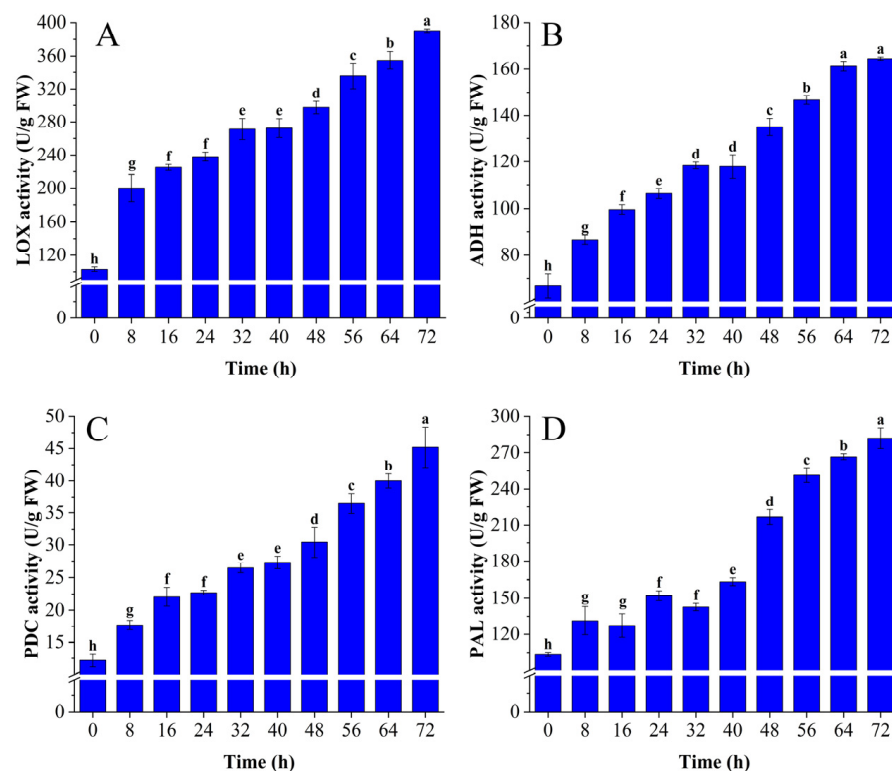 A
LOX activity (U/g FW)
400
360
320
280
240
200
160
120
0
h g f f e e d c b a
0 8 16 24 32 40 48 56 64 72
Time (h)
B
ADH activity (U/g FW)
180
160
140
120
100
80
0
h g f e d d c b a a
0 8 16 24 32 40 48 56 64 72
Time (h)
C
PDC activity (U/g FW)
50
45
40
35
30
25
20
15
0
h g f f e e d c b a
0 8 16 24 32 40 48 56 64 72
Time (h)
D
PAL activity (U/g FW)
300
270
240
210
180
150
120
0
h g g f f e d c b a
0 8 16 24 32 40 48 56 64 72
Time (h)